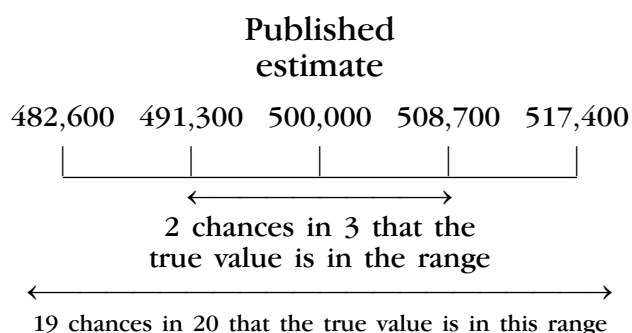 Published
estimate
482,600 491,300 500,000 508,700 517,400
2 chances in 3 that the
true value is in the range
19 chances in 20 that the true value is in this range